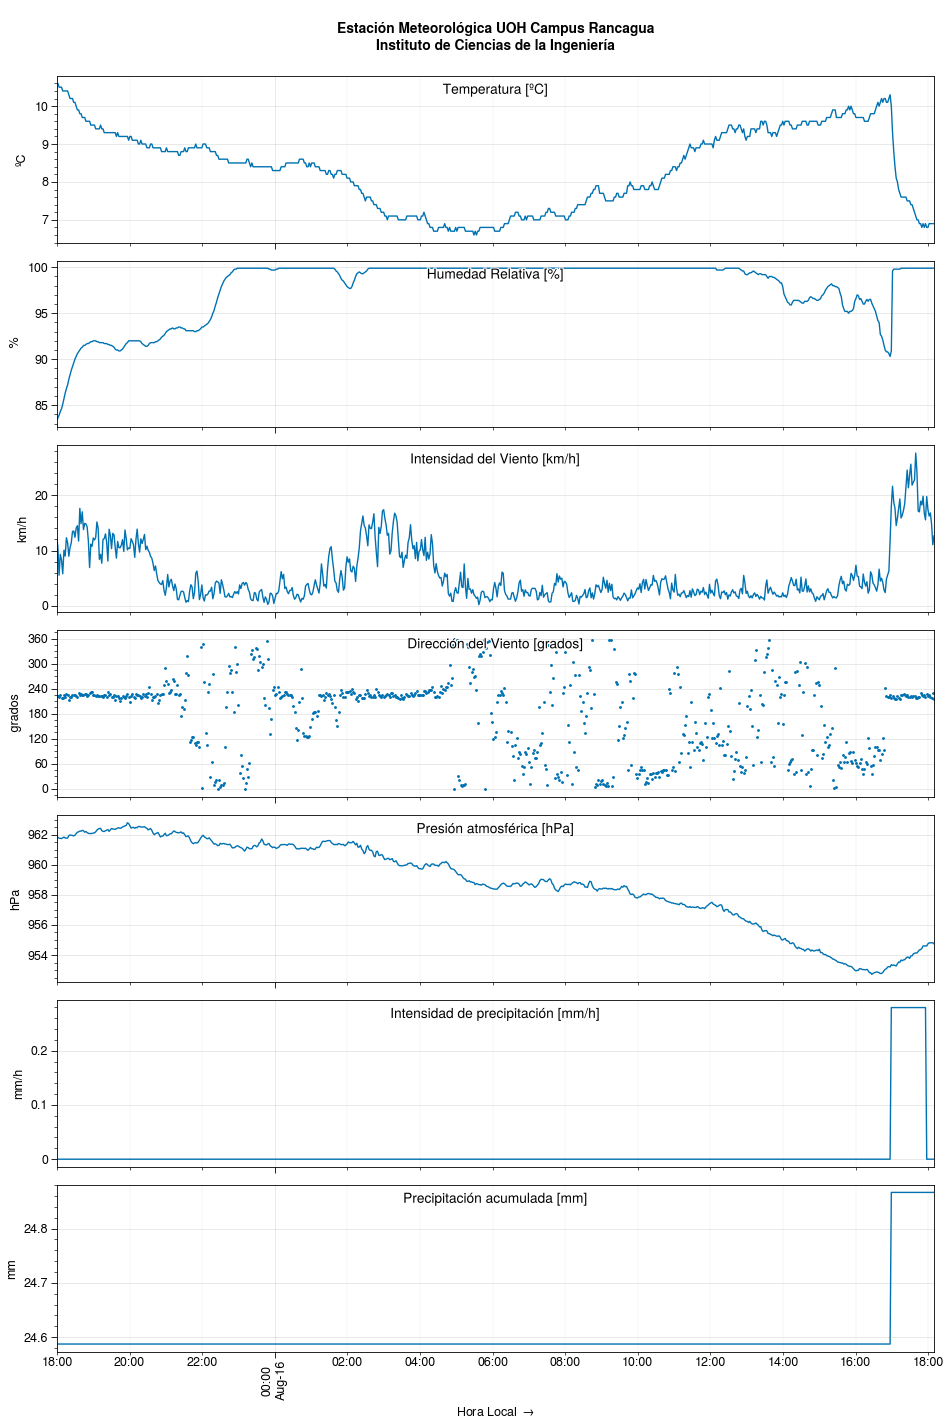 Estación Meteorológica UOH Campus Rancagua
Instituto de Ciencias de la Ingeniería
Temperatura [ºC]
10
9
8
7
ºC
Humedad Relativa [%]
100
95
90
85
%
Intensidad del Viento [km/h]
20
10
0
km/h
Dirección del Viento [grados]
360
300
240
180
120
60
0
grados
Presión atmosférica [hPa]
962
960
958
956
954
hPa
Intensidad de precipitación [mm/h]
0.2
0.1
0
mm/h
Precipitación acumulada [mm]
24.8
24.7
24.6
mm
18:00 20:00 22:00 00:00 02:00 04:00 06:00 08:00 10:00 12:00 14:00 16:00 18:00
Aug-16
Hora Local →